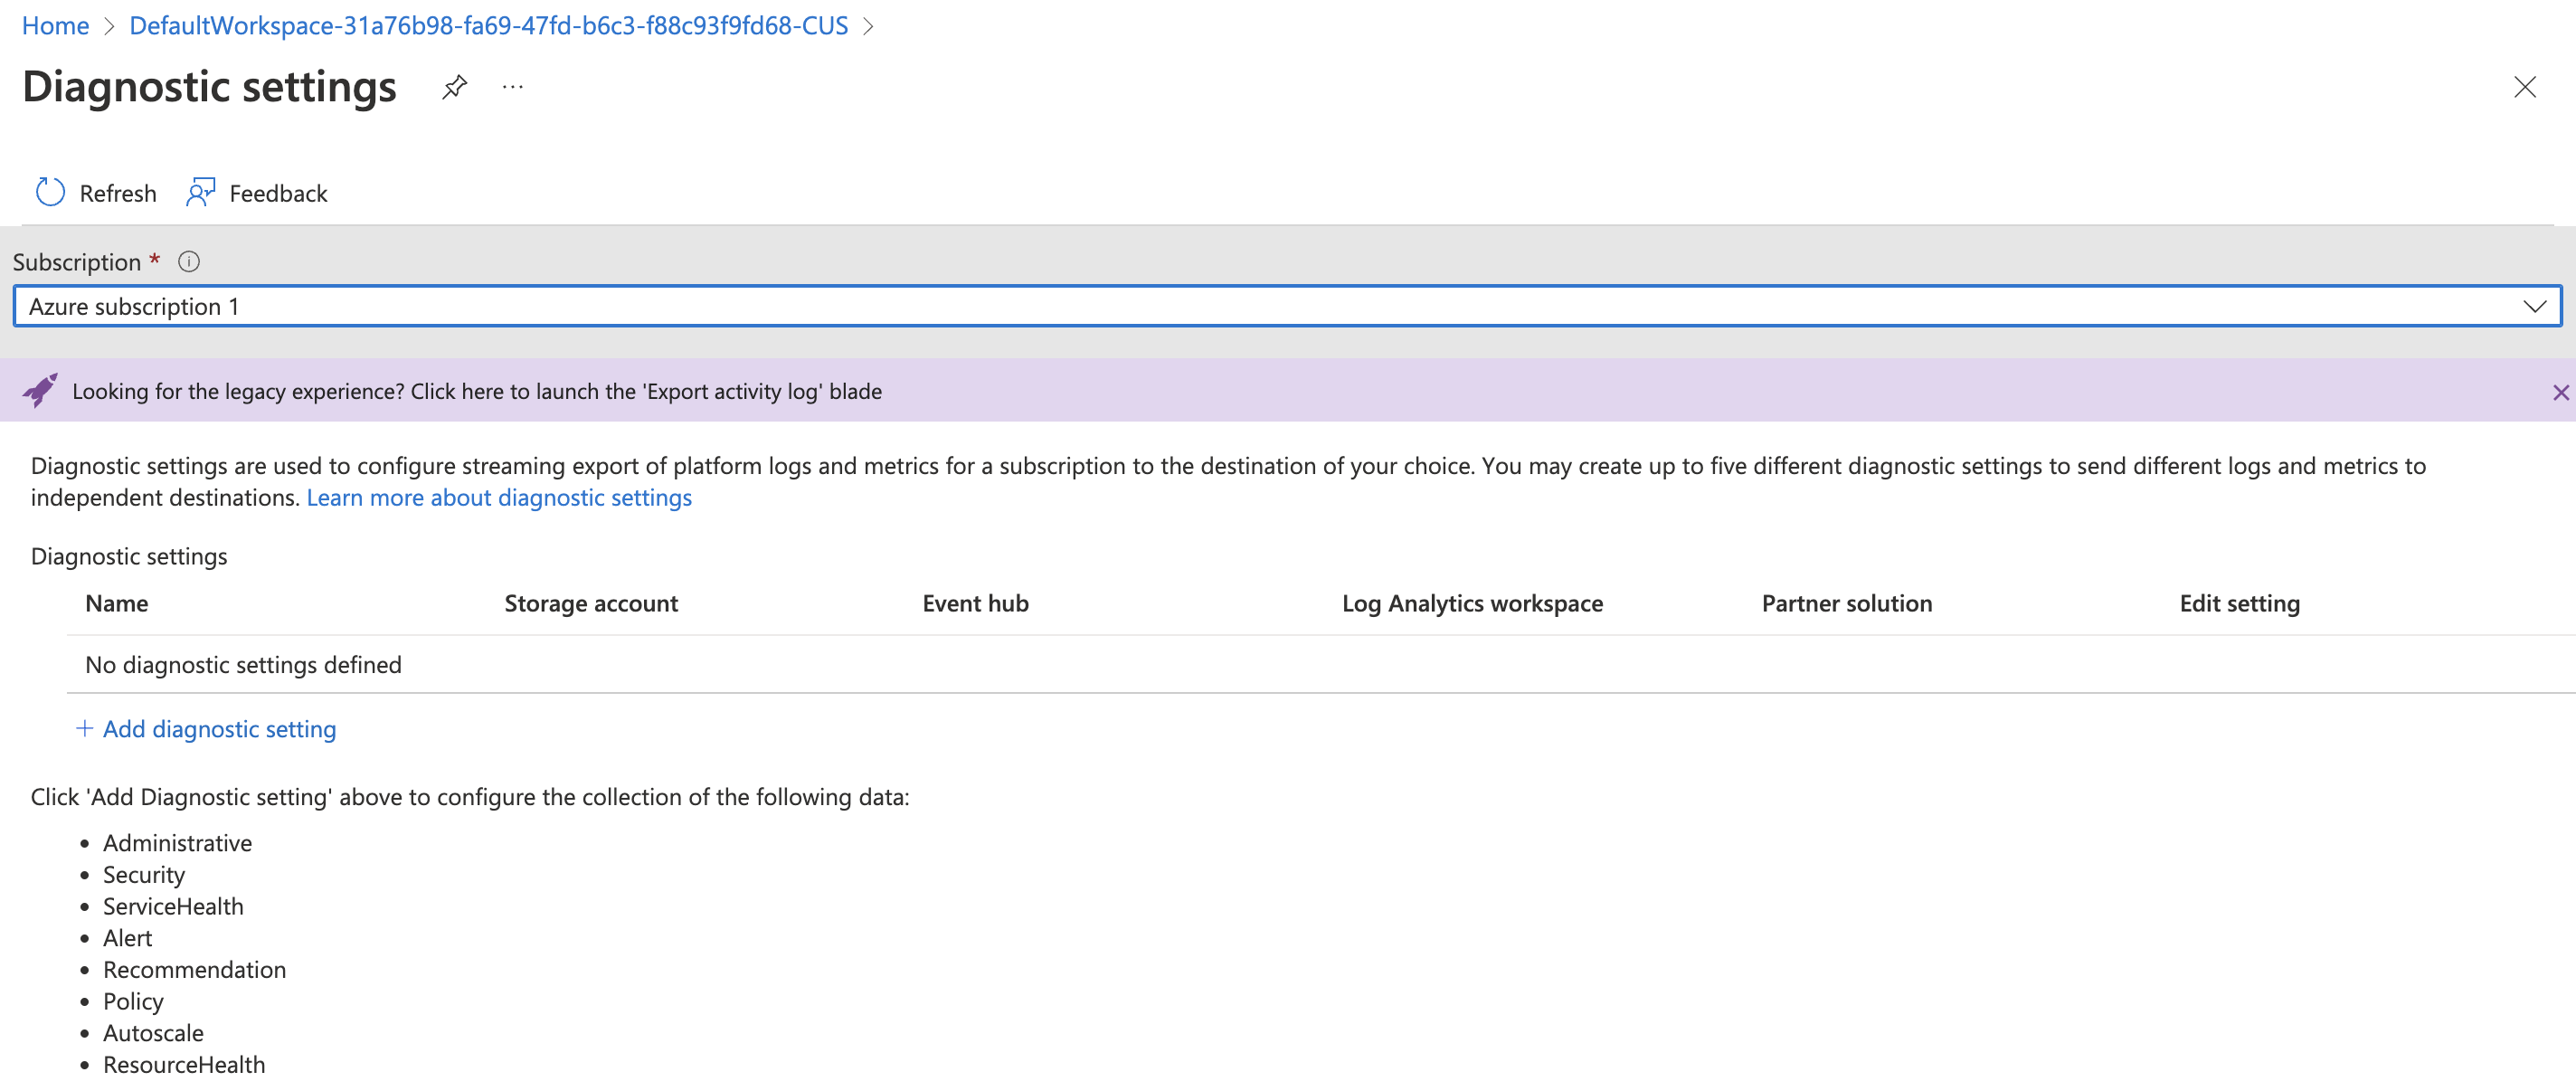 Home > DefaultWorkspace-31a76b98-fa69-47fd-b6c3-f88c93f9fd68-CUS >
Diagnostic settings ...
Refresh Feedback
Subscription *
Azure subscription 1
Looking for the legacy experience? Click here to launch the 'Export activity log' blade
Diagnostic settings are used to configure streaming export of platform logs and metrics for a subscription to the destination of your choice. You may create up to five different diagnostic settings to send different logs and metrics to
independent destinations. Learn more about diagnostic settings
Diagnostic settings
Name Storage account Event hub Log Analytics workspace Partner solution Edit setting
No diagnostic settings defined
+ Add diagnostic setting
Click 'Add Diagnostic setting' above to configure the collection of the following data:
• Administrative
• Security
• ServiceHealth
• Alert
• Recommendation
• Policy
• Autoscale
• ResourceHealth